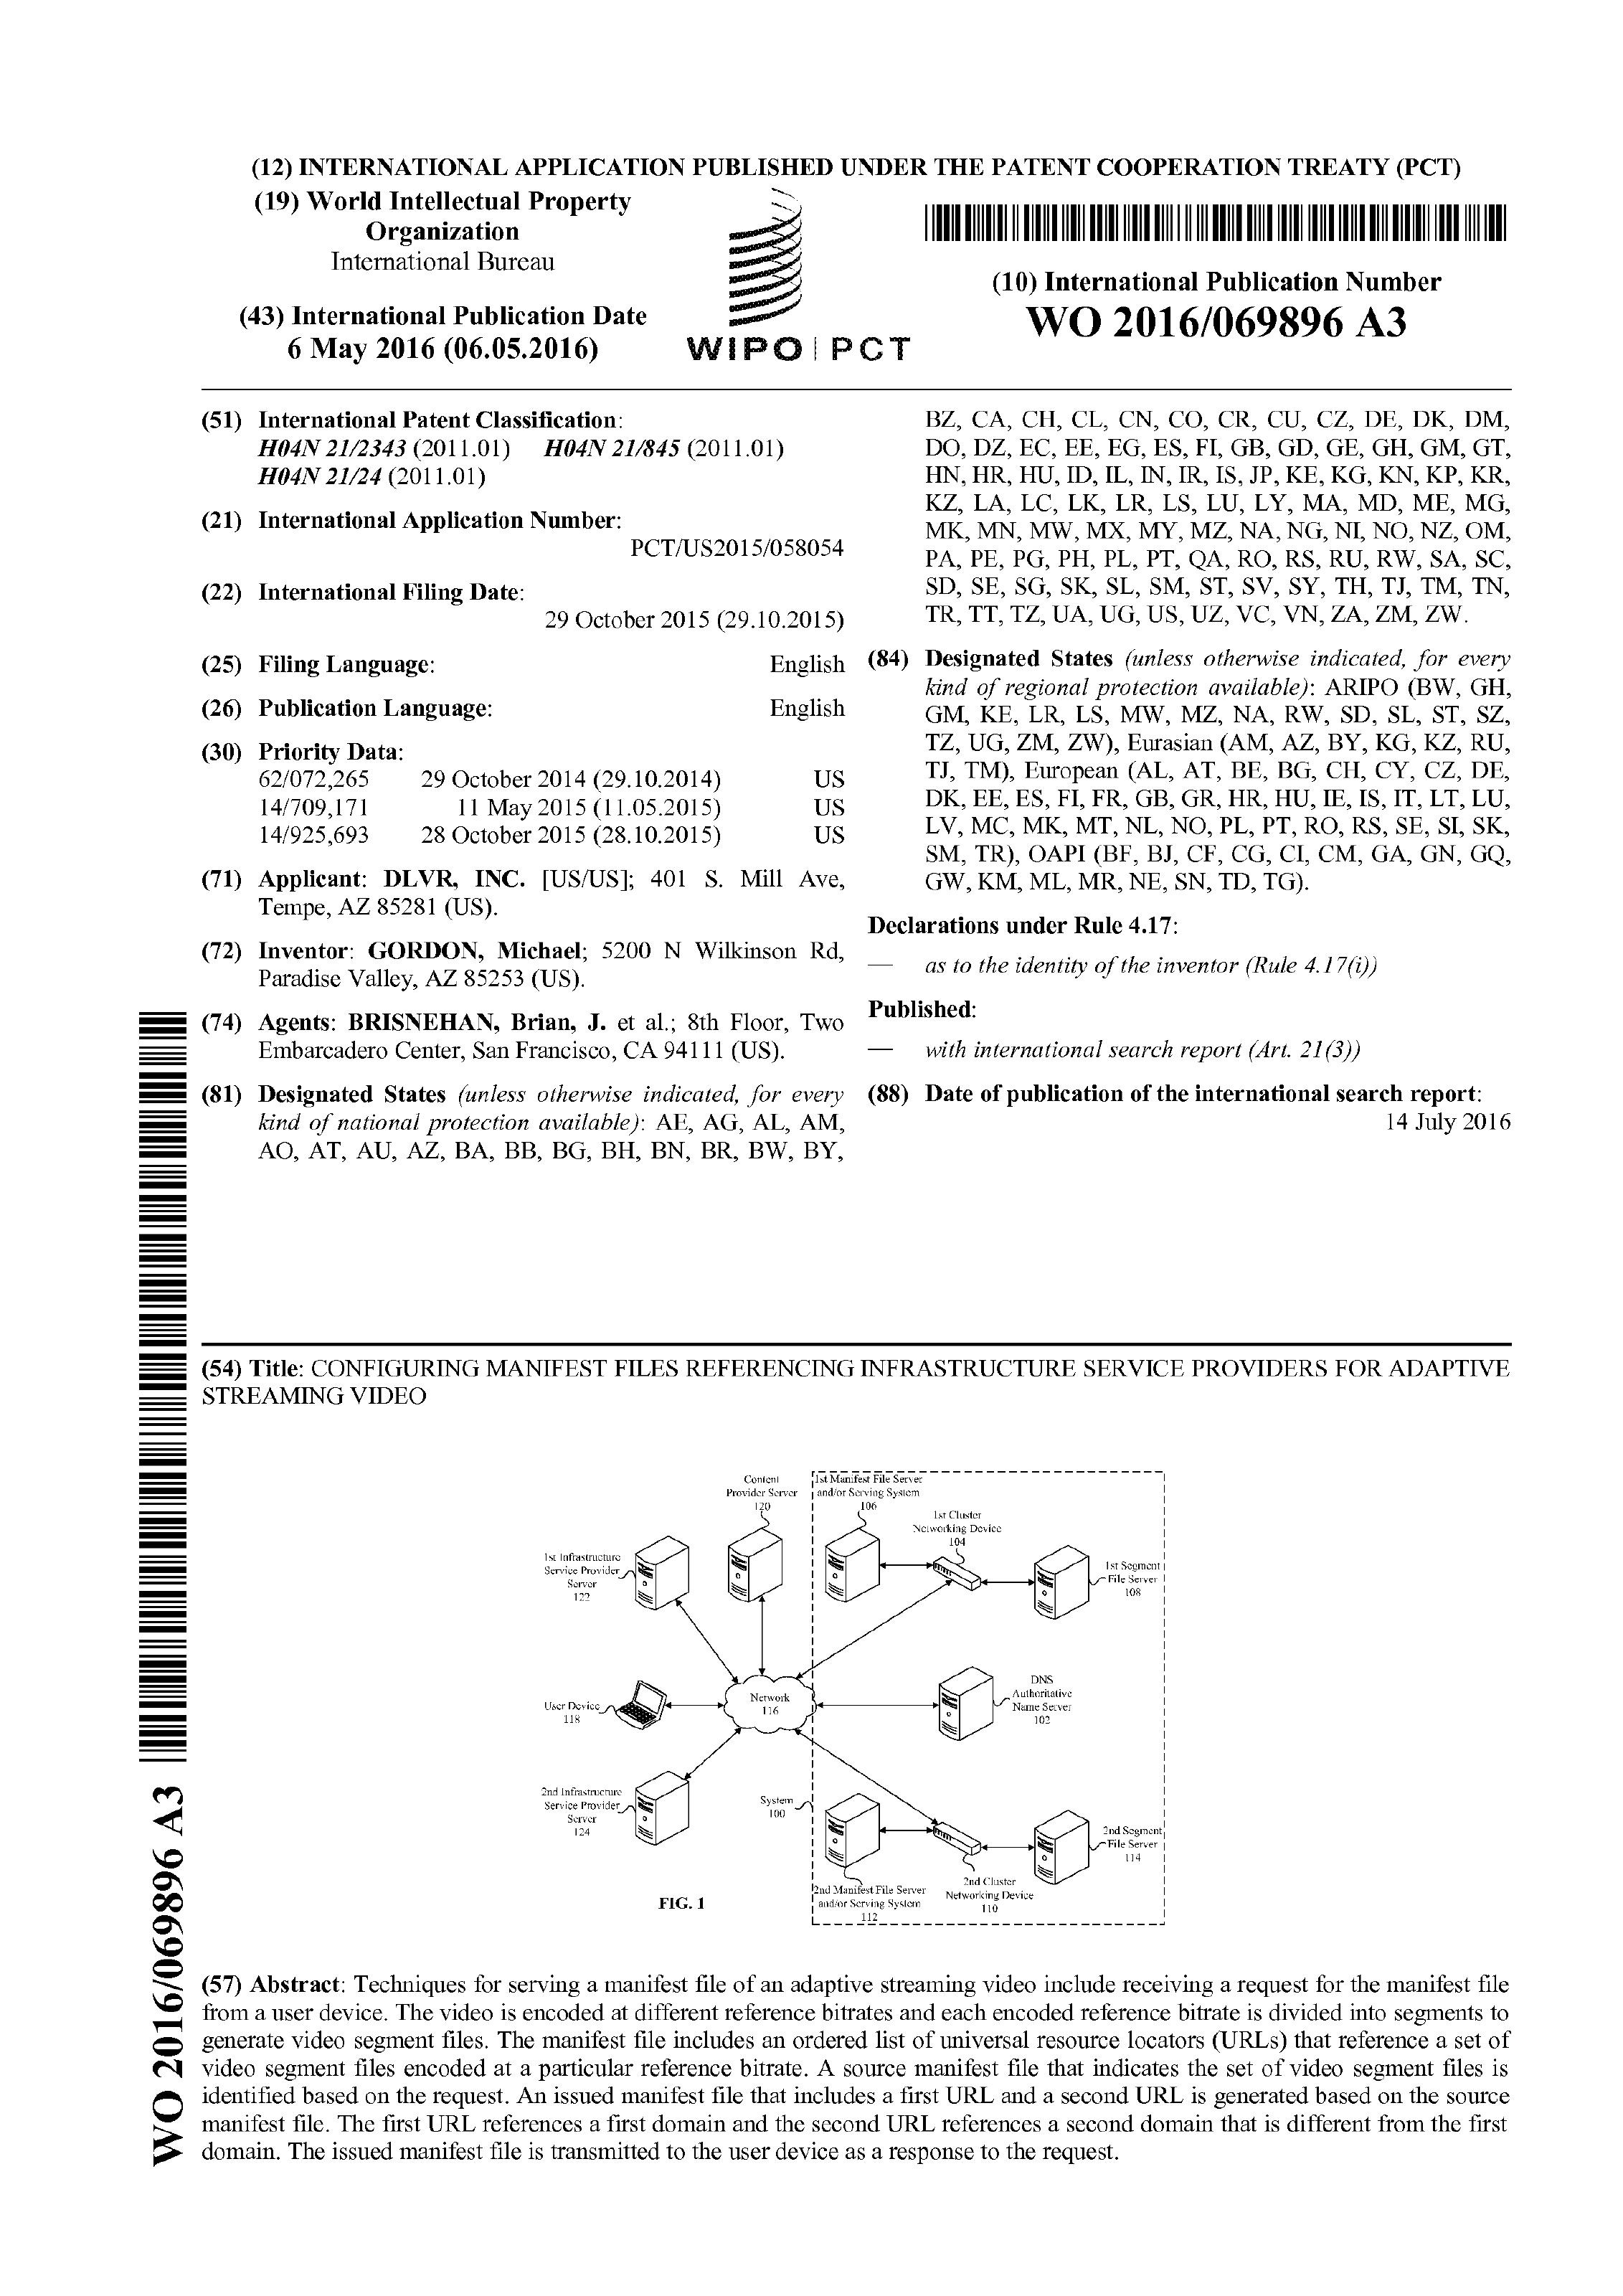 (12) INTERNATIONAL APPLICATION PUBLISHED UNDER THE PATENT COOPERATION TREATY (PCT)
(19) World Intellectual Property
Organization
International Bureau
(43) International Publication Date
6 May 2016 (06.05.2016)
WIPO | PCT
(10) International Publication Number
WO 2016/069896 A3
(51) International Patent Classification:
H04N 21/2343 (2011.01) H04N 21/845 (2011.01)
H04N 21/24 (2011.01)
(21) International Application Number:
PCT/US2015/058054
(22) International Filing Date:
29 October 2015 (29.10.2015)
(25) Filing Language: English
(26) Publication Language: English
(30) Priority Data:
62/072,265 29 October 2014 (29.10.2014) US
14/709,171 11 May 2015 (11.05.2015) US
14/925,693 28 October 2015 (28.10.2015) US
(71) Applicant: DLVR, INC. [US/US]; 401 S. Mill Ave,
Tempe, AZ 85281 (US).
(72) Inventor: GORDON, Michael; 5200 N Wilkinson Rd,
Paradise Valley, AZ 85253 (US).
(74) Agents: BRISNEHAN, Brian, J. et al.; 8th Floor, Two
Embarcadero Center, San Francisco, CA 94111 (US).
(81) Designated States (unless otherwise indicated, for every
kind of national protection available): AE, AG, AL, AM,
AO, AT, AU, AZ, BA, BB, BG, BH, BN, BR, BW, BY,
BZ, CA, CH, CL, CN, CO, CR, CU, CZ, DE, DK, DM,
DO, DZ, EC, EE, EG, ES, FI, GB, GD, GE, GH, GM, GT,
HN, HR, HU, ID, IL, IN, IR, IS, JP, KE, KG, KN, KP, KR,
KZ, LA, LC, LK, LR, LS, LU, LY, MA, MD, ME, MG,
MK, MN, MW, MX, MY, MZ, NA, NG, NI, NO, NZ, OM,
PA, PE, PG, PH, PL, PT, QA, RO, RS, RU, RW, SA, SC,
SD, SE, SG, SK, SL, SM, ST, SV, SY, TH, TJ, TM, TN,
TR, TT, TZ, UA, UG, US, UZ, VC, VN, ZA, ZM, ZW.
(84) Designated States (unless otherwise indicated, for every
kind of regional protection available): ARIPO (BW, GH,
GM, KE, LR, LS, MW, MZ, NA, RW, SD, SL, ST, SZ,
TZ, UG, ZM, ZW), Eurasian (AM, AZ, BY, KG, KZ, RU,
TJ, TM), European (AL, AT, BE, BG, CH, CY, CZ, DE,
DK, EE, ES, FI, FR, GB, GR, HR, HU, IE, IS, IT, LT, LU,
LV, MC, MK, MT, NL, NO, PL, PT, RO, RS, SE, SI, SK,
SM, TR), OAPI (BF, BJ, CF, CG, CI, CM, GA, GN, GQ,
GW, KM, ML, MR, NE, SN, TD, TG).
Declarations under Rule 4.17:
— as to the identity of the inventor (Rule 4.17(i))
Published:
— with international search report (Art. 21(3))
(88) Date of publication of the international search report:
14 July 2016
(54) Title: CONFIGURING MANIFEST FILES REFERENCING INFRASTRUCTURE SERVICE PROVIDERS FOR ADAPTIVE
STREAMING VIDEO
Content
Provider Server
120
1st Manifest File Server
and/or Serving System
106
1st Cluster
Networking Device
104
1st Infrastructure
Service Provider
Server
122
1st Segment
File Server
108
User Device
118
Network
116
DNS
Authoritative
Name Server
102
2nd Infrastructure
Service Provider
Server
124
System
100
2nd Segment
File Server
114
2nd Manifest File Server
and/or Serving System
112
2nd Cluster
Networking Device
110
FIG. 1
WO 2016/069896 A3
(57) Abstract: Techniques for serving a manifest file of an adaptive streaming video include receiving a request for the manifest file
from a user device. The video is encoded at different reference bitrates and each encoded reference bitrate is divided into segments to
generate video segment files. The manifest file includes an ordered list of universal resource locators (URLs) that reference a set of
video segment files encoded at a particular reference bitrate. A source manifest file that indicates the set of video segment files is
identified based on the request. An issued manifest file that includes a first URL and a second URL is generated based on the source
manifest file. The first URL references a first domain and the second URL references a second domain that is different from the first
domain. The issued manifest file is transmitted to the user device as a response to the request.